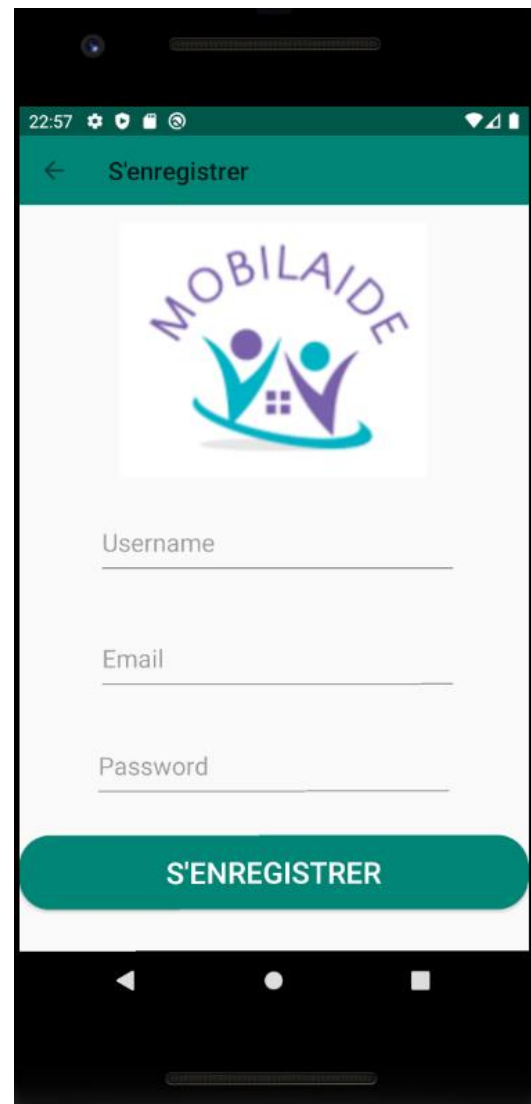 22:57
S'enregistrer
MOBILAIDE
Username
Email
Password
S'ENREGISTRER